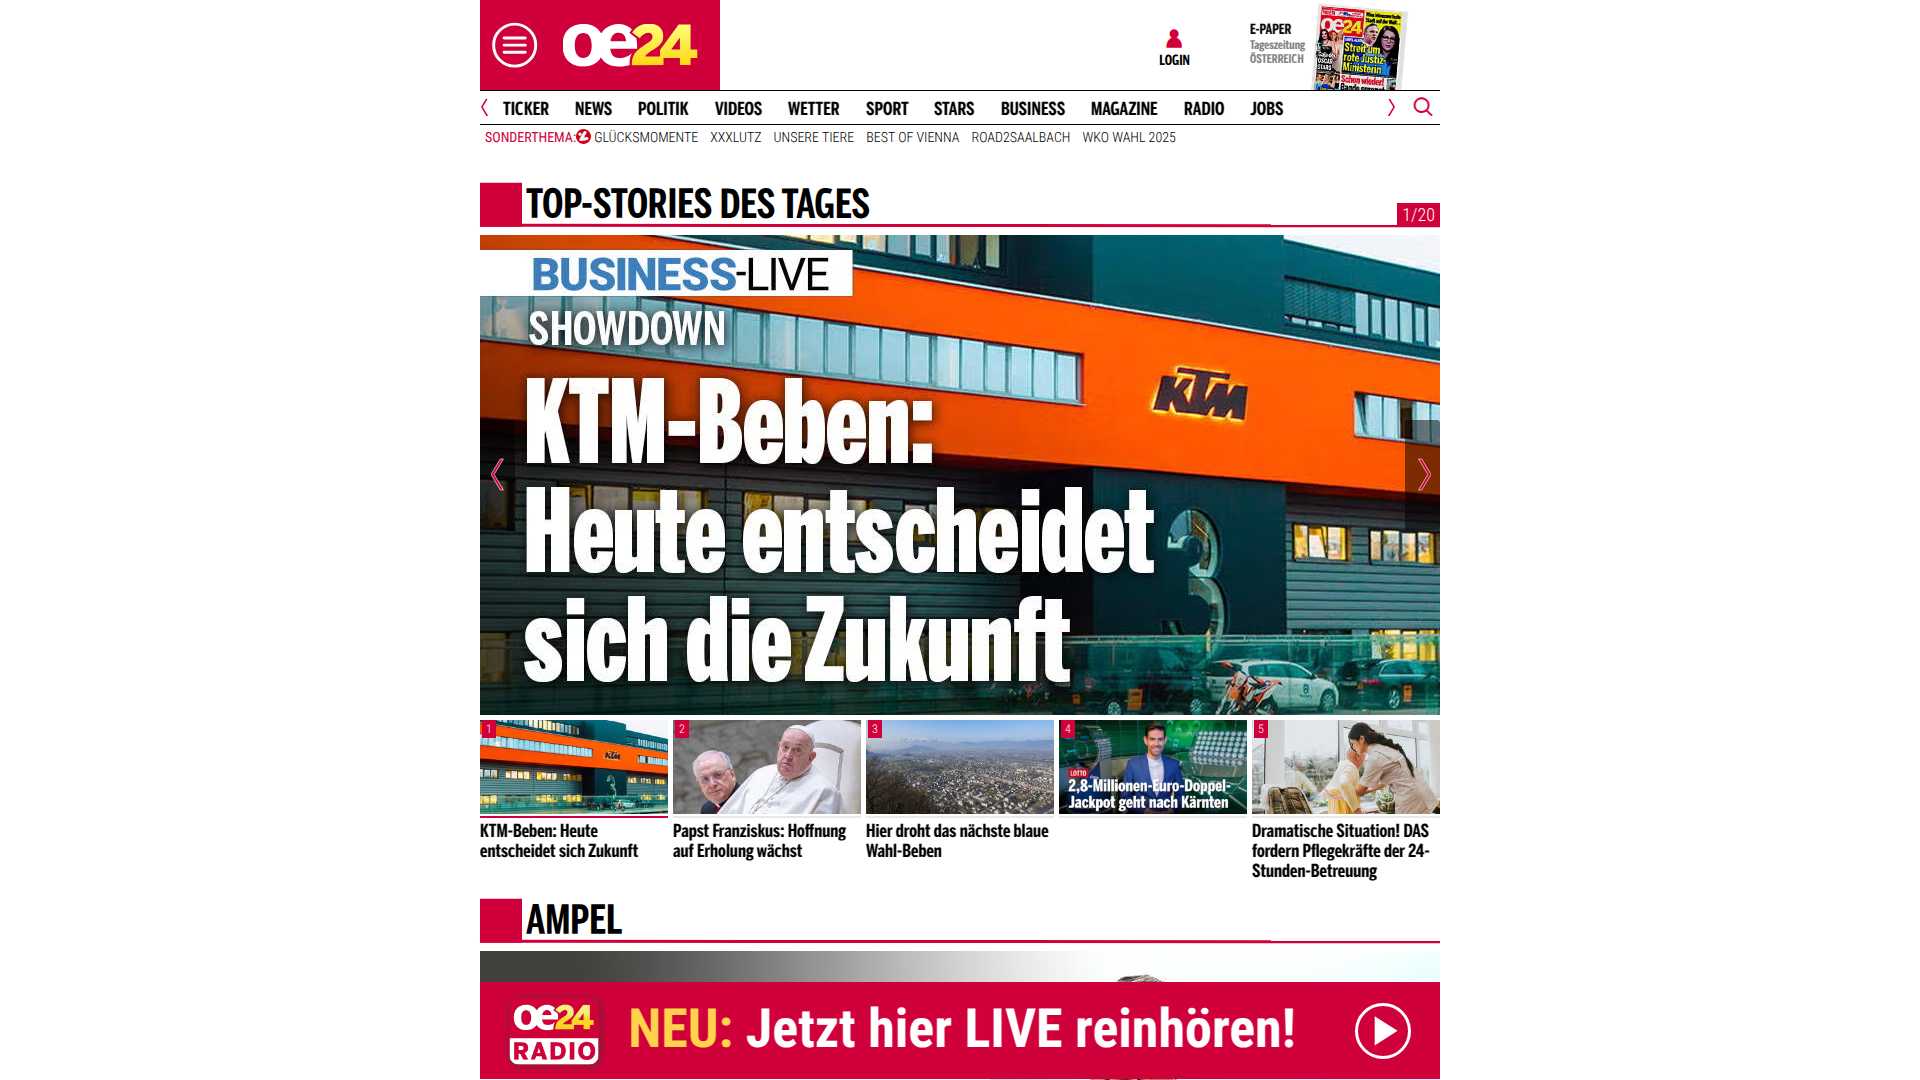 oe24
LOGIN
E-PAPER
Tageszeitung
ÖSTERREICH
oe24
Streit um
rote Justiz-
Ministerin
Schon wieder!
TICKER NEWS POLITIK VIDEOS WETTER SPORT STARS BUSINESS MAGAZINE RADIO JOBS
SONDERTHEMA: GLÜCKSMOMENTE XXXLUTZ UNSERE TIERE BEST OF VIENNA ROAD2SAALBACH WKO WAHL 2025
TOP-STORIES DES TAGES
1/20
BUSINESS-LIVE
SHOWDOWN
KTM
KTM-Beben:
Heute entscheidet
sich die Zukunft
3
1
2
3
4
5
KTM
LOTTO
2,8-Millionen-Euro-Doppel-
Jackpot geht nach Kärnten
KTM-Beben: Heute
entscheidet sich Zukunft
Papst Franziskus: Hoffnung
auf Erholung wächst
Hier droht das nächste blaue
Wahl-Beben
Dramatische Situation! DAS
fordern Pflegekräfte der 24-
Stunden-Betreuung
AMPEL
oe24
RADIO
NEU: Jetzt hier LIVE reinhören!